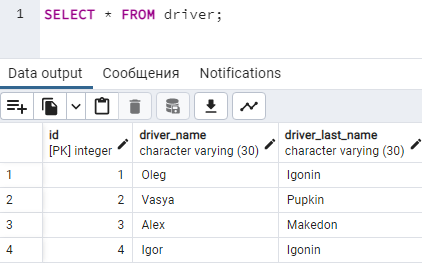 1 SELECT * FROM driver;
Data output Сообщения Notifications
id driver_name driver_last_name
[PK] integer character varying (30) character varying (30)
1 1 Oleg Igonin
2 2 Vasya Pupkin
3 3 Alex Makedon
4 4 Igor Igonin